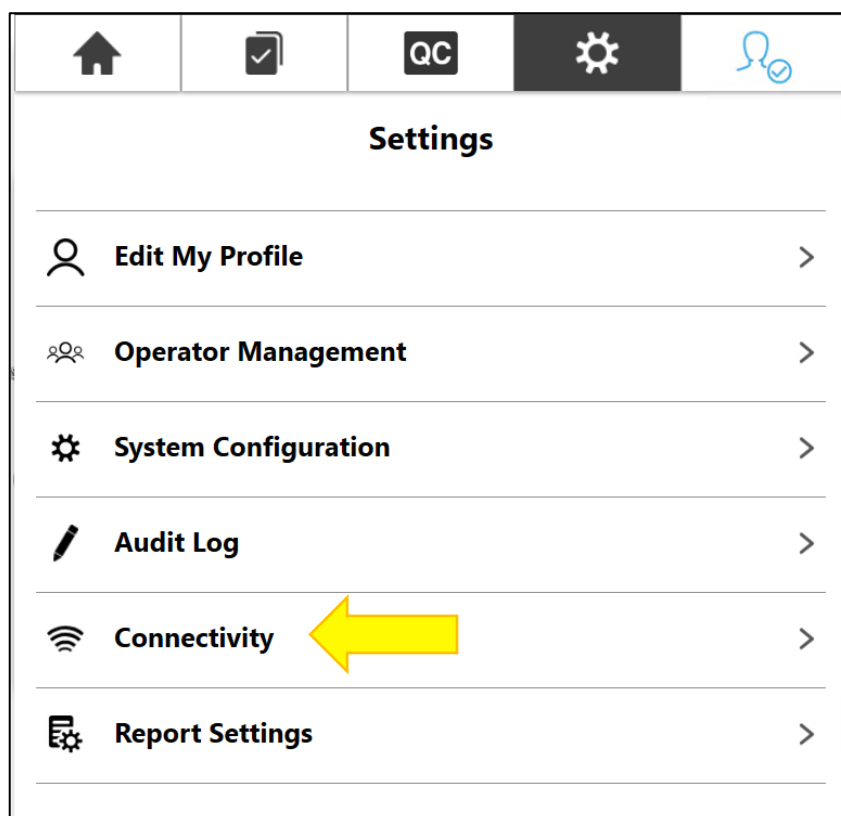 QC
Settings
Edit My Profile
Operator Management
System Configuration
Audit Log
Connectivity
Report Settings